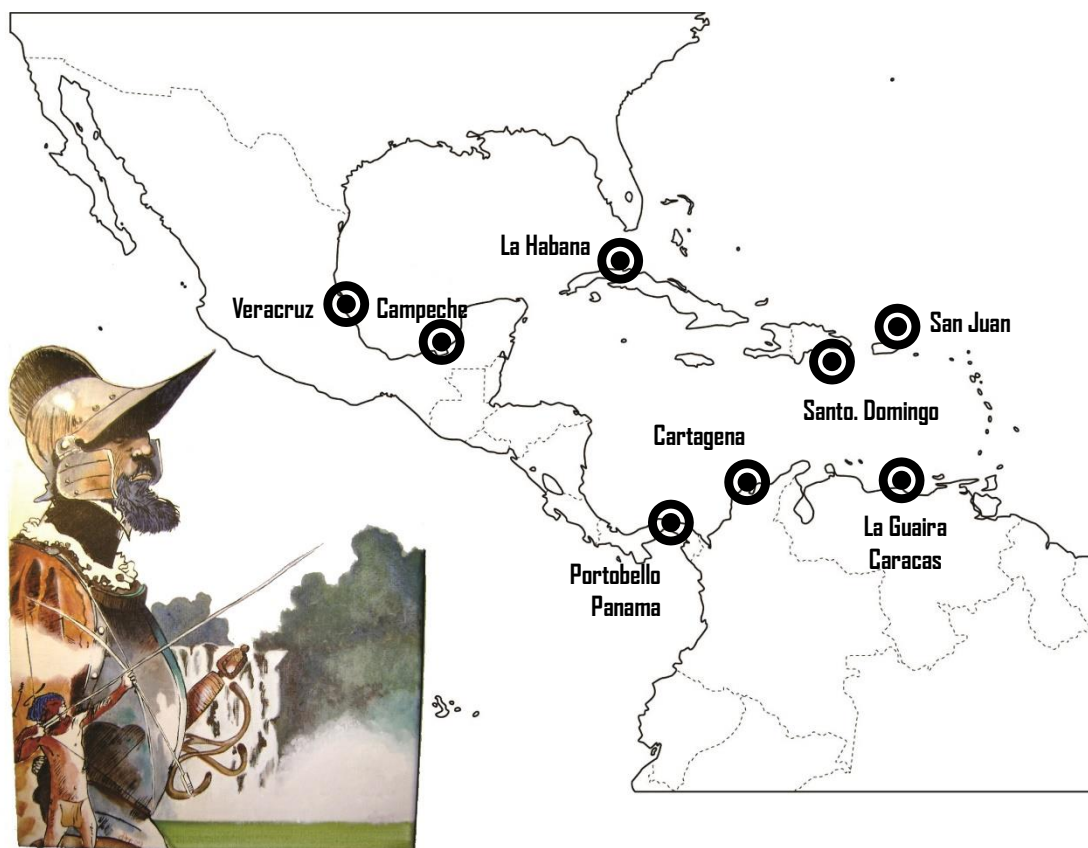 La Habana
Veracruz
Campeche
San Juan
Santo. Domingo
Cartagena
La Guaira
Caracas
Portobello
Panama